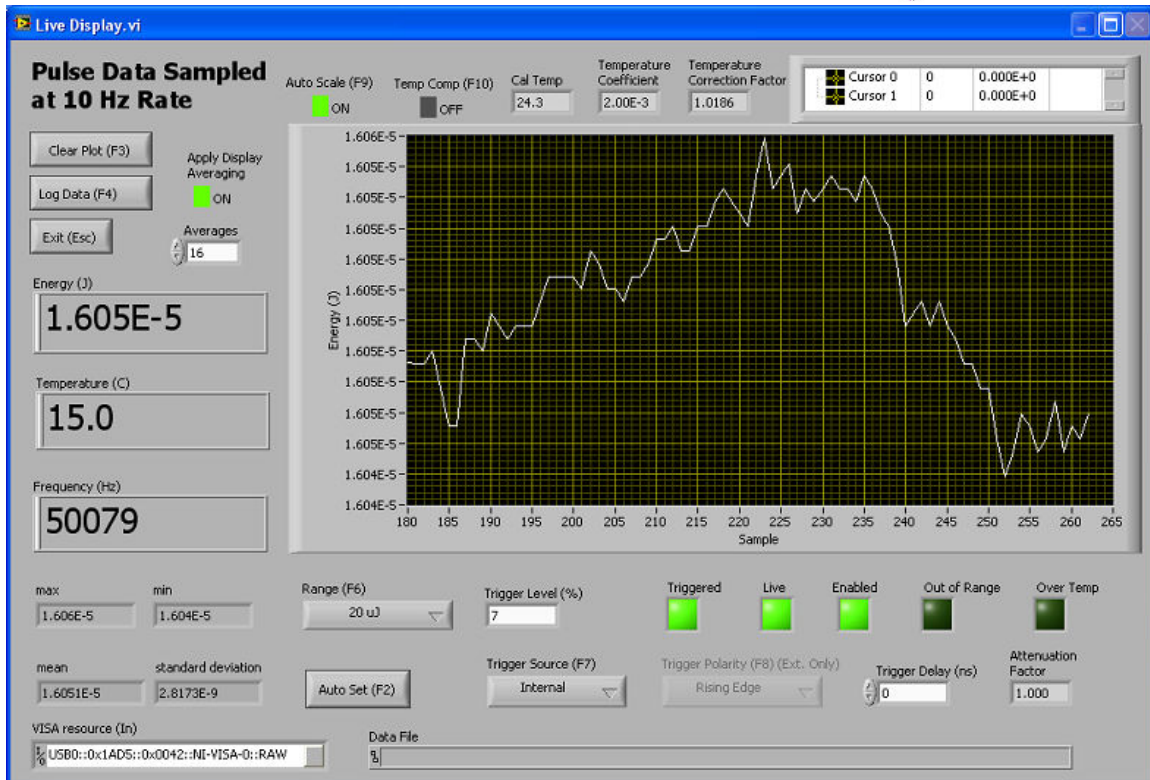 Live Display.vi
Pulse Data Sampled
at 10 Hz Rate
Auto Scale (F9)
ON
Temp Comp (F10)
OFF
Cal Temp
24.3
Temperature
Coefficient
2.00E-3
Temperature
Correction Factor
1.0186
Cursor 0 0 0.000E+0
Cursor 1 0 0.000E+0
Clear Plot (F3)
Log Data (F4)
Exit (Esc)
Apply Display
Averaging
ON
Averages
16
Energy (J)
1.605E-5
Temperature (C)
15.0
Frequency (Hz)
50079
Energy (J)
1.606E-5
1.605E-5
1.605E-5
1.605E-5
1.605E-5
1.605E-5
1.605E-5
1.605E-5
1.605E-5
1.605E-5
1.605E-5
1.604E-5
1.604E-5
180 185 190 195 200 205 210 215 220 225 230 235 240 245 250 255 260 265
Sample
max
1.606E-5
min
1.604E-5
mean
1.6051E-5
standard deviation
2.8173E-9
Range (F6)
20 uJ
Auto Set (F2)
Trigger Level (%)
7
Trigger Source (F7)
Internal
Triggered
Live
Enabled
Out of Range
Over Temp
Trigger Polarity (F8) (Ext. Only)
Rising Edge
Trigger Delay (ns)
0
Attenuation
Factor
1.000
VISA resource (In)
USB0::0x1AD5::0x0042::NI-VISA-0::RAW
Data File